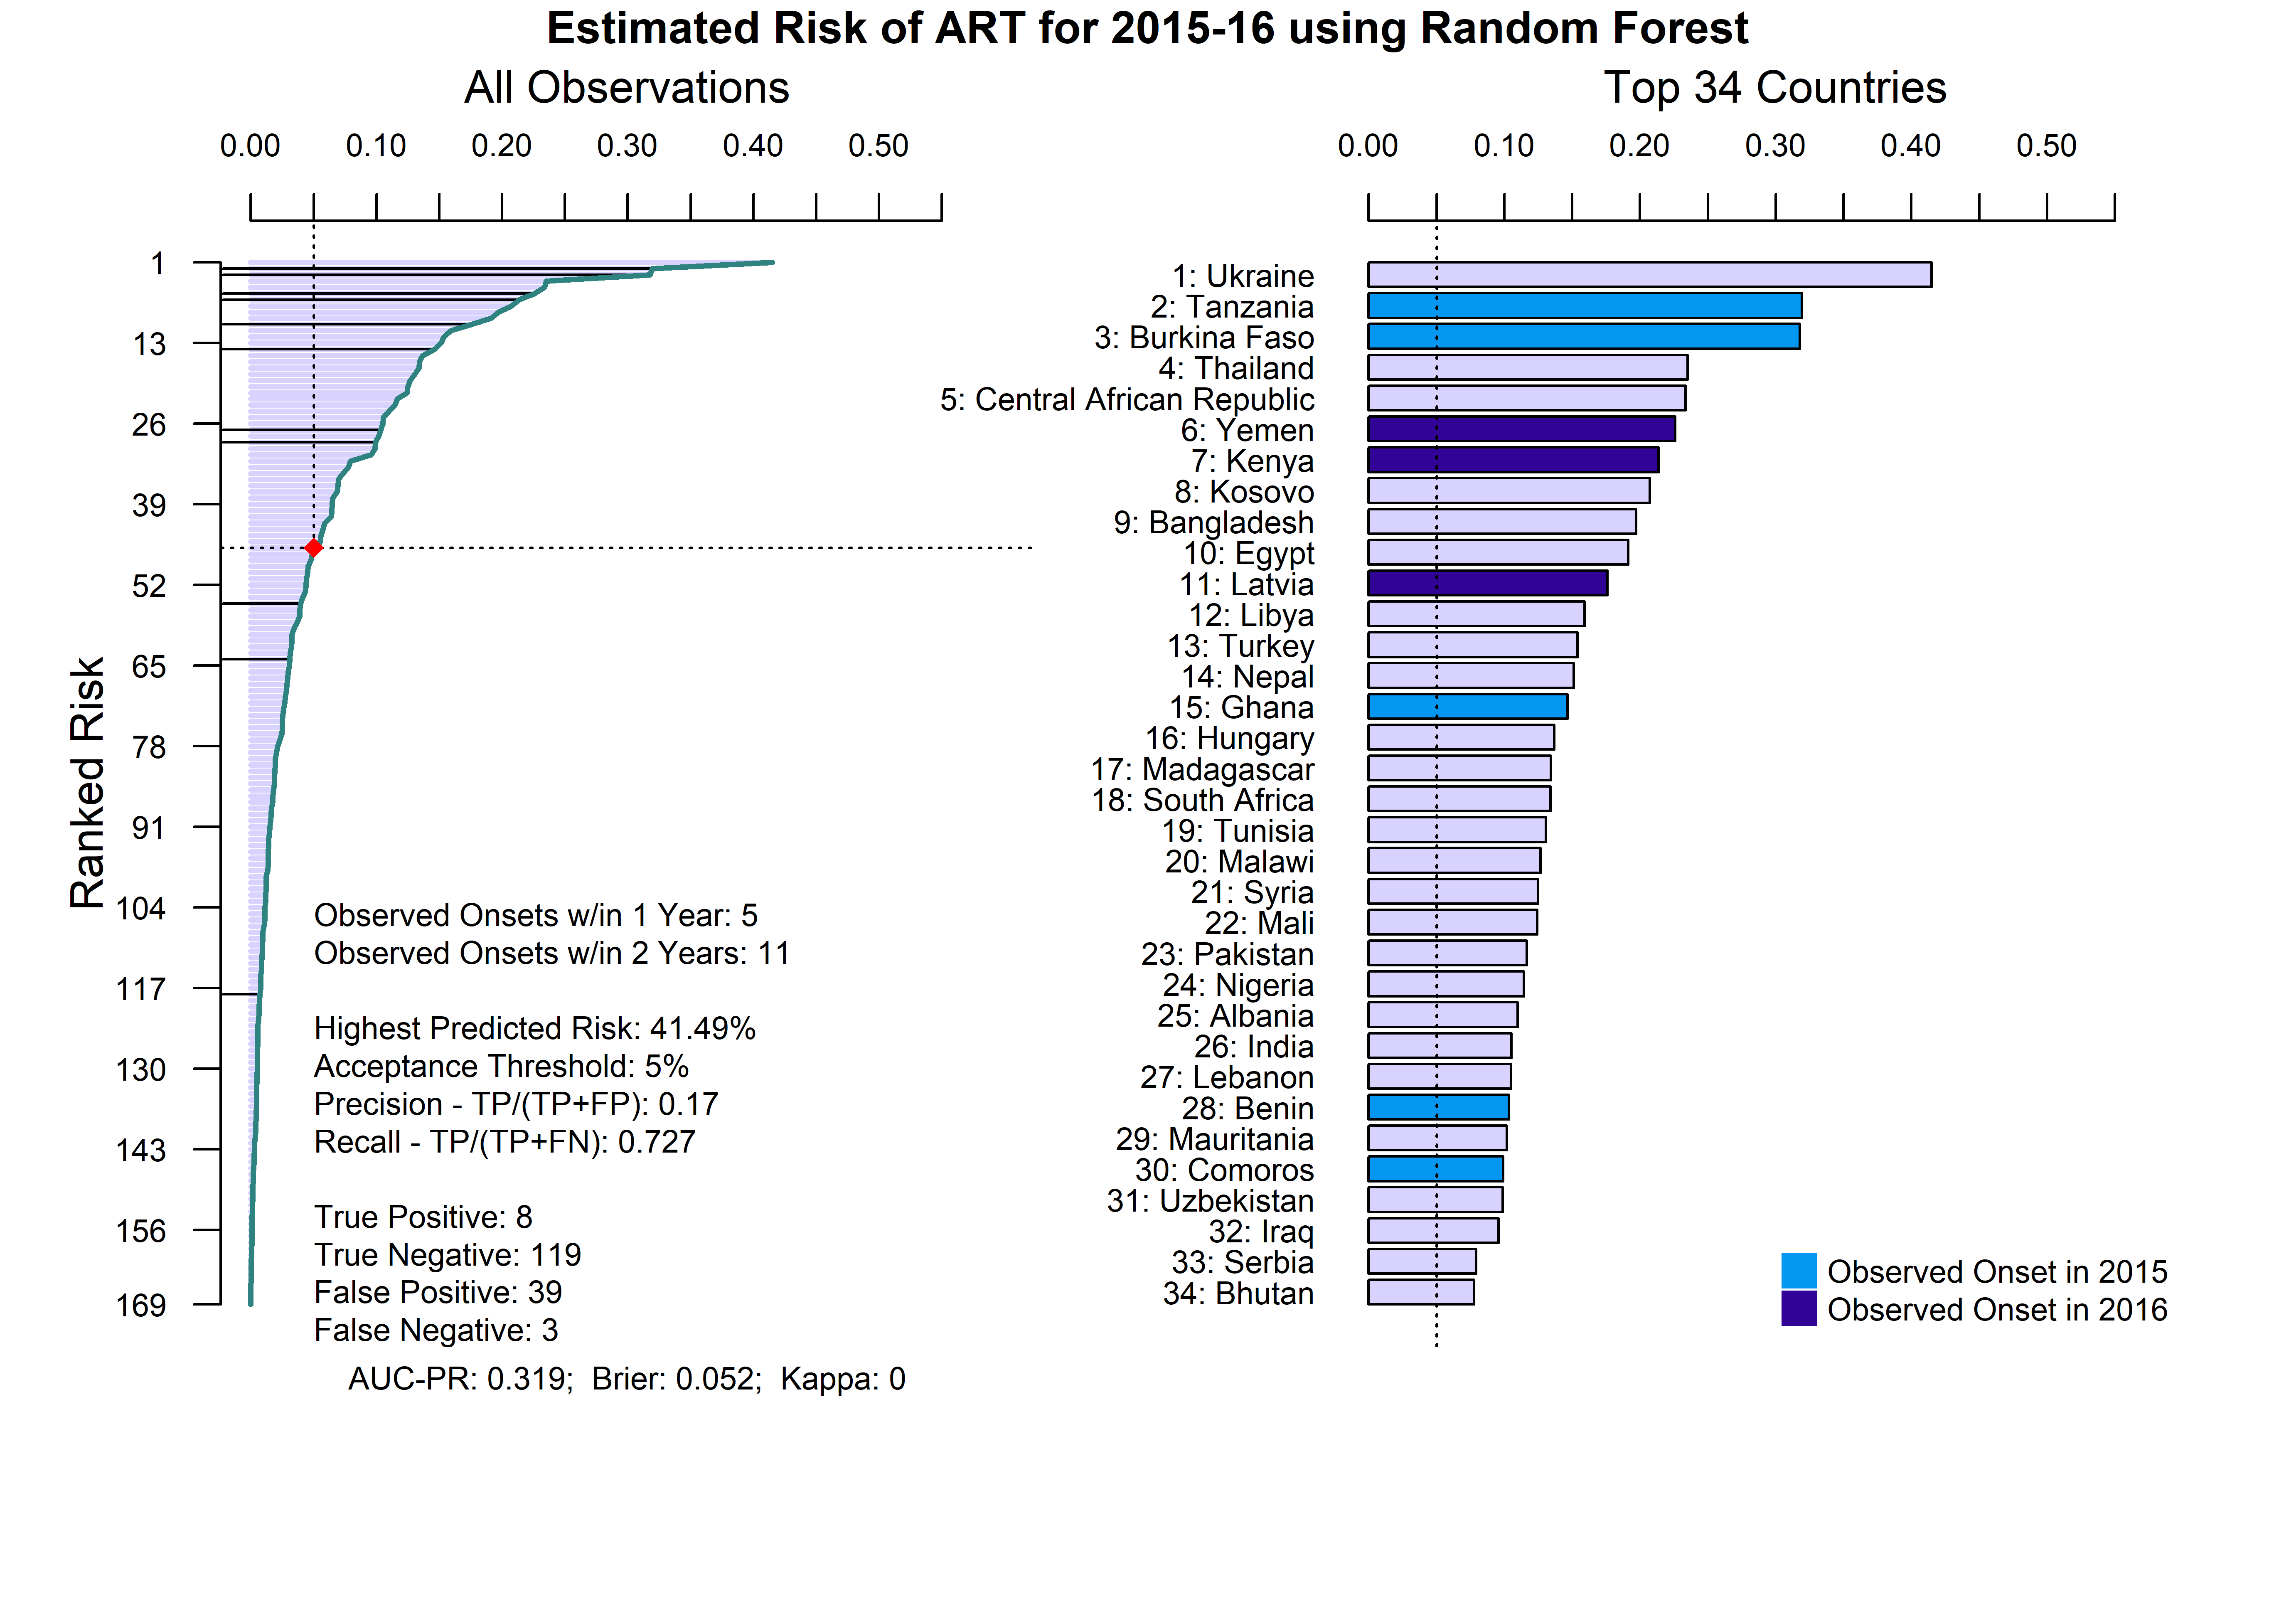 Estimated Risk of ART for 2015-16 using Random Forest
All Observations
0.00 0.10 0.20 0.30 0.40 0.50
Ranked Risk
1
13
26
39
52
65
78
91
104
117
130
143
156
169
Observed Onsets w/in 1 Year: 5
Observed Onsets w/in 2 Years: 11
Highest Predicted Risk: 41.49%
Acceptance Threshold: 5%
Precision - TP/(TP+FP): 0.17
Recall - TP/(TP+FN): 0.727
True Positive: 8
True Negative: 119
False Positive: 39
False Negative: 3
AUC-PR: 0.319;  Brier: 0.052;  Kappa: 0
Top 34 Countries
0.00 0.10 0.20 0.30 0.40 0.50
1: Ukraine
2: Tanzania
3: Burkina Faso
4: Thailand
5: Central African Republic
6: Yemen
7: Kenya
8: Kosovo
9: Bangladesh
10: Egypt
11: Latvia
12: Libya
13: Turkey
14: Nepal
15: Ghana
16: Hungary
17: Madagascar
18: South Africa
19: Tunisia
20: Malawi
21: Syria
22: Mali
23: Pakistan
24: Nigeria
25: Albania
26: India
27: Lebanon
28: Benin
29: Mauritania
30: Comoros
31: Uzbekistan
32: Iraq
33: Serbia
34: Bhutan
Observed Onset in 2015
Observed Onset in 2016